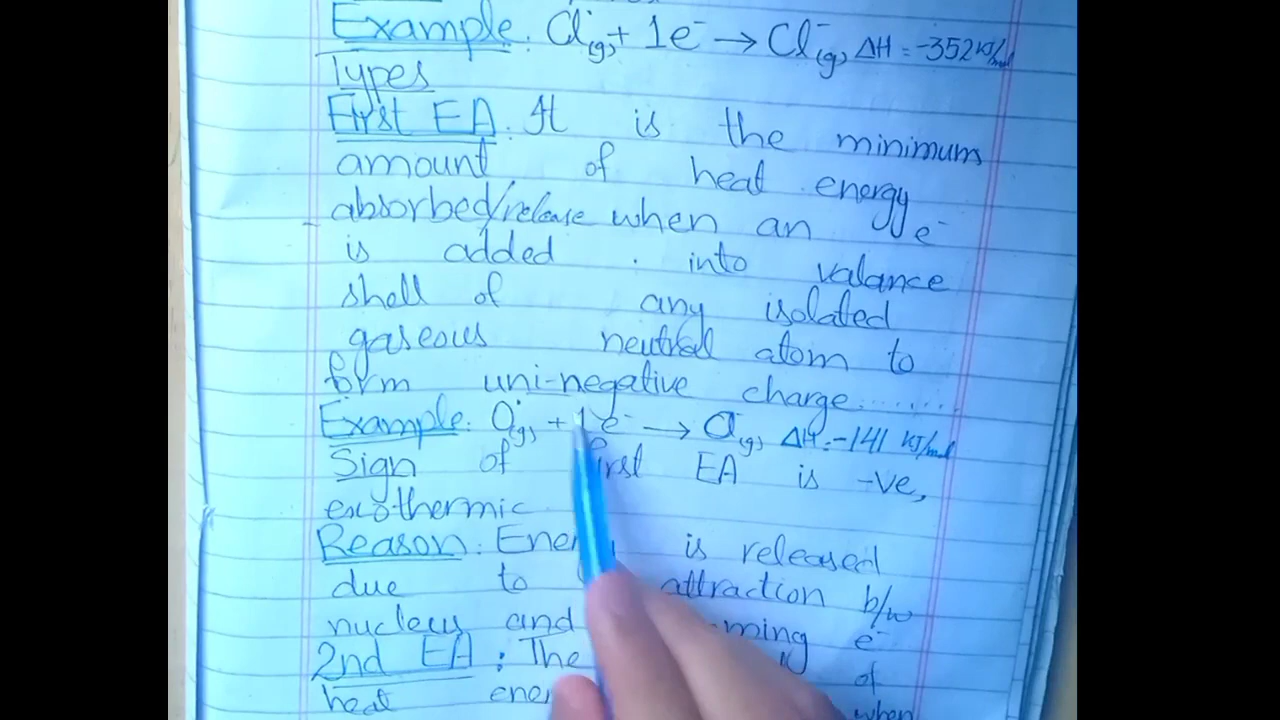 Example: Cl(g) + 1e⁻ → Cl⁻(g) ΔH = -352 kJ/mol
Types
First EA. It is the minimum
amount of heat energy
absorbed/release when an e⁻
is added . into valance
shell of any isolated
gaseous neutral atom to
form uni-negative charge........
Example: O(g) + 1e⁻ → O⁻(g) ΔH = -141 kJ/mol
Sign of first EA is -ve,
exothermic
Reason: is released
due to attraction b/w
nucleus and e⁻
2nd EA : The of
heat when